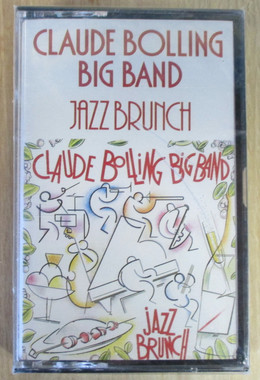 CLAUDE BOLLING
BIG BAND
JAZZ BRUNCH
CLAUDE BOLLING BIG BAND
JAZZ
BRUNCH